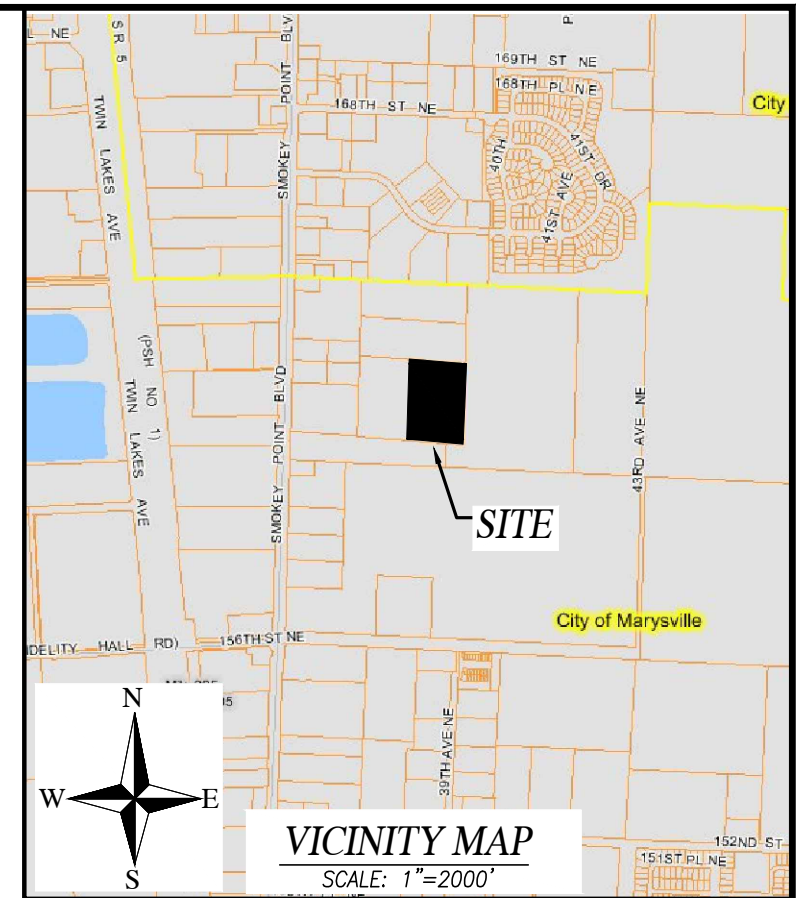 L NE
S R 5
SMOKEY POINT BLV
P
169TH ST NE
168TH PL NE
City
168TH ST NE
TWIN LAKES AVE
40TH
41ST DR
41ST AVE
(PSH NO 1)
TWIN LAKES AVE
SMOKEY POINT BLVD
43RD AVE NE
SITE
City of Marysville
IDELITY HALL RD)
156TH ST NE
39TH AVE NE
N
W
E
S
VICINITY MAP
SCALE: 1"=2000'
152ND ST
151ST PL NE